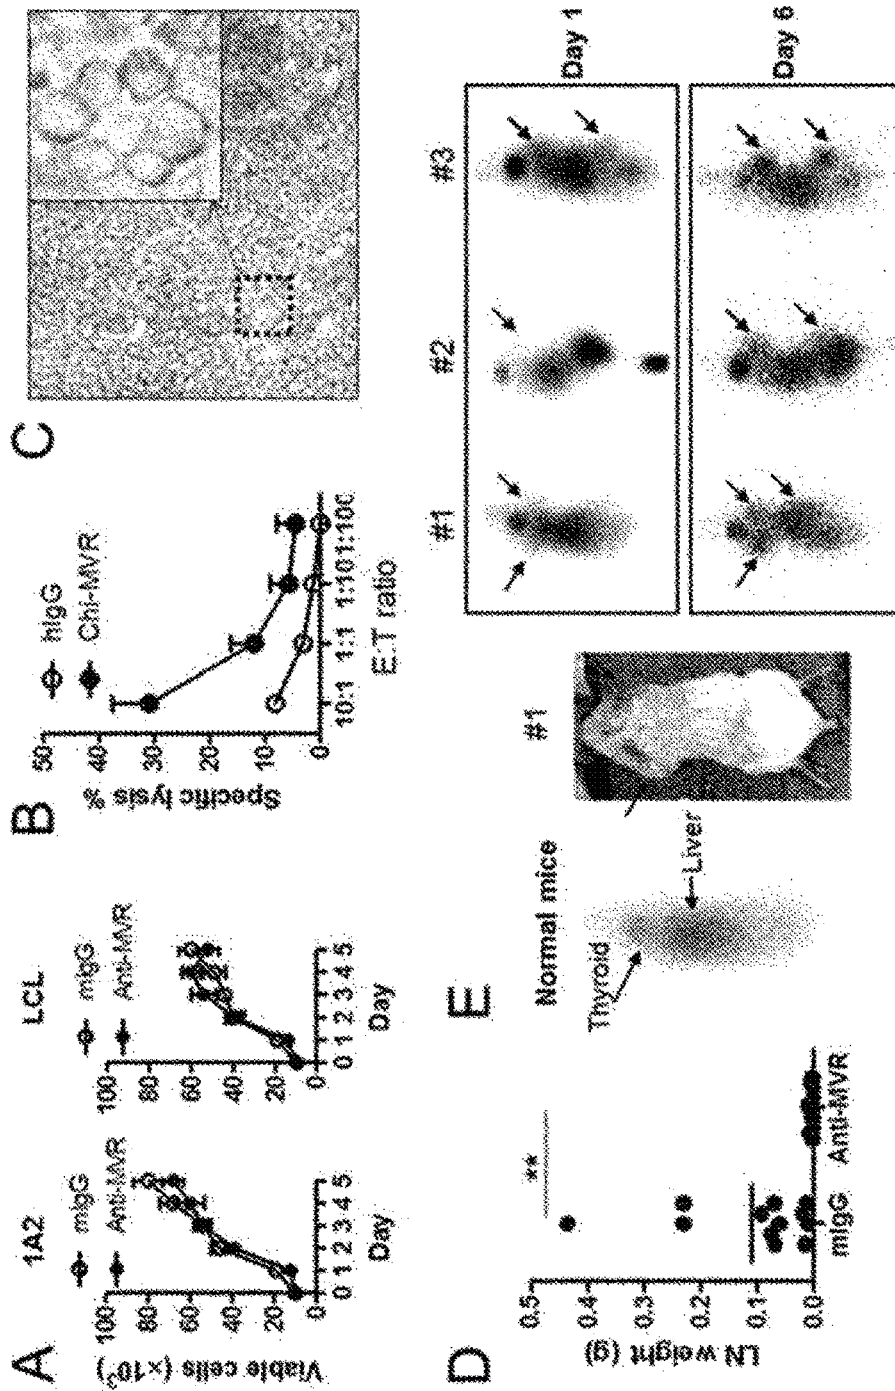 A
1A2
mIgG
Anti-MVR
Viable cells (×10³)
100
80
60
40
20
0
0 1 2 3 4 5
Day
LCL
mIgG
Anti-MVR
100
80
60
40
20
0
0 1 2 3 4 5
Day
B
hIgG
Chi-MVR
Specific lysis %
50
40
30
20
10
0
10:1 1:1 1:10 1:100
E:T ratio
C
D
LN weight (g)
0.5
0.4
0.3
0.2
0.1
0.0
**
mIgG Anti-MVR
E
Normal mice
Thyroid
Liver
#1
#1 #2 #3
Day 1
Day 6